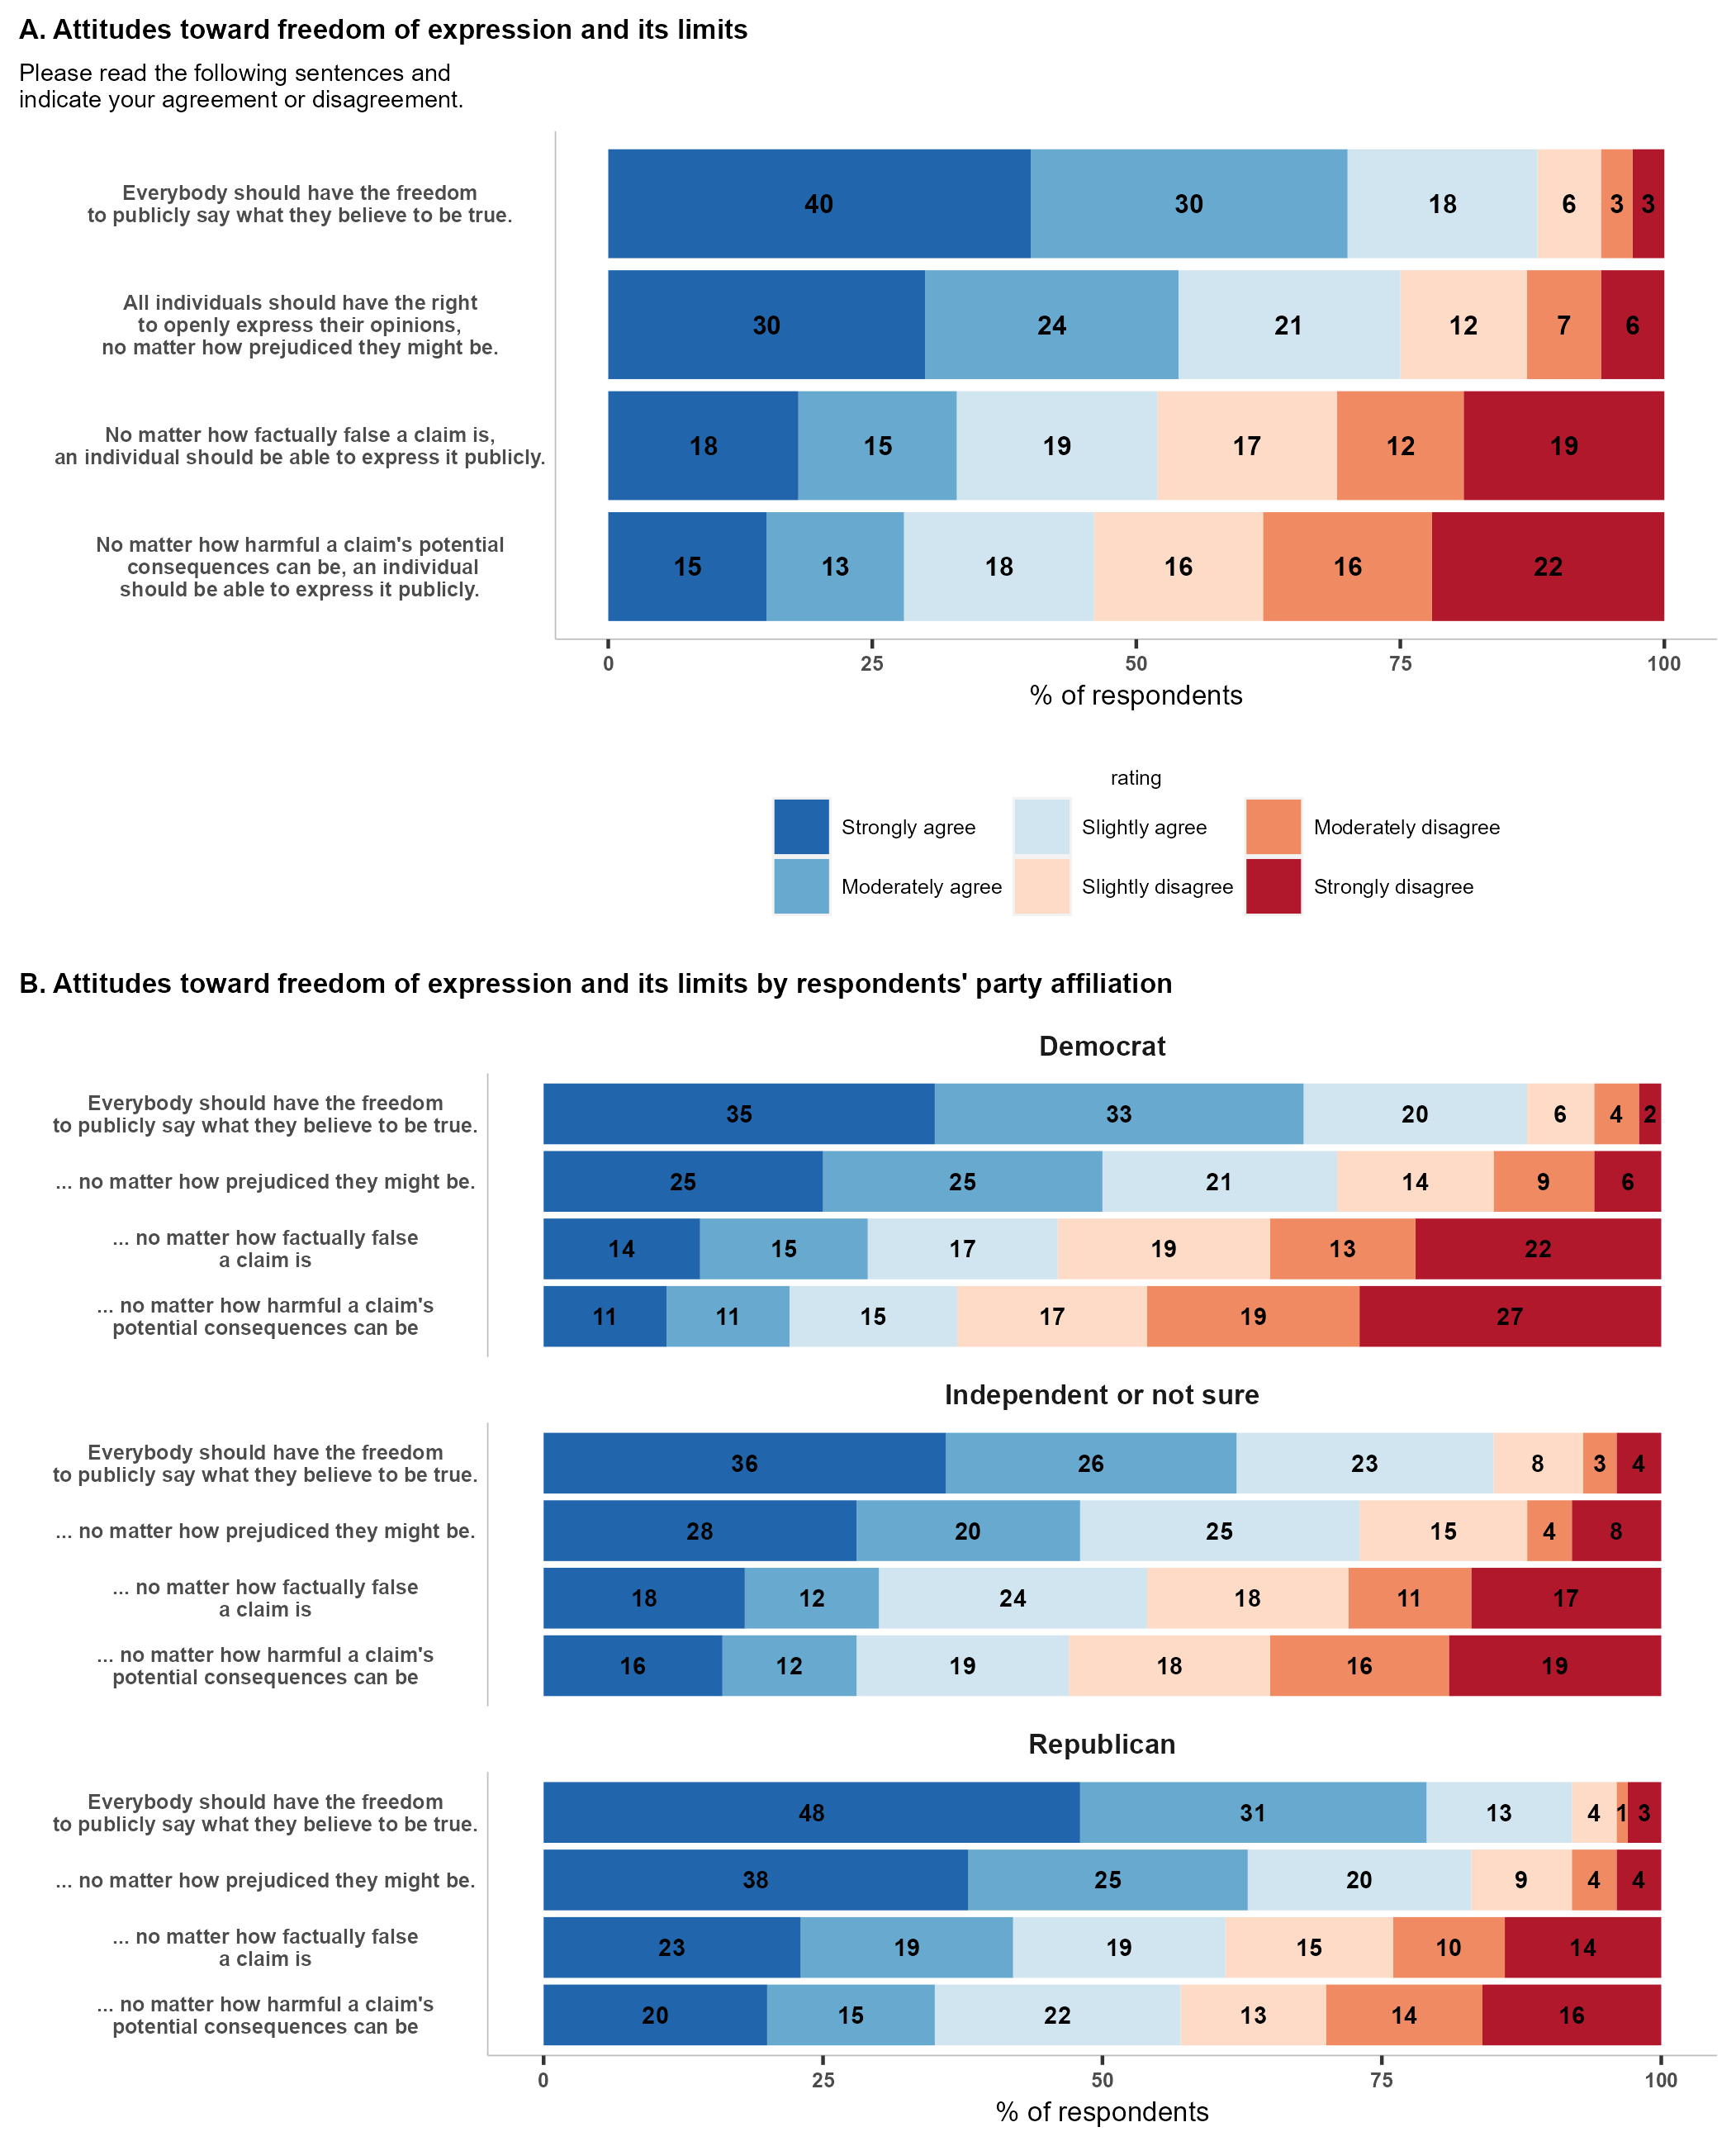 A. Attitudes toward freedom of expression and its limits
Please read the following sentences and
indicate your agreement or disagreement.
Everybody should have the freedom
to publicly say what they believe to be true.
40 30 18 6 3 3
All individuals should have the right
to openly express their opinions,
no matter how prejudiced they might be.
30 24 21 12 7 6
No matter how factually false a claim is,
an individual should be able to express it publicly.
18 15 19 17 12 19
No matter how harmful a claim's potential
consequences can be, an individual
should be able to express it publicly.
15 13 18 16 16 22
0 25 50 75 100
% of respondents
rating
Strongly agree Slightly agree Moderately disagree
Moderately agree Slightly disagree Strongly disagree
B. Attitudes toward freedom of expression and its limits by respondents' party affiliation
Democrat
Everybody should have the freedom
to publicly say what they believe to be true.
35 33 20 6 4 2
... no matter how prejudiced they might be.
25 25 21 14 9 6
... no matter how factually false
a claim is
14 15 17 19 13 22
... no matter how harmful a claim's
potential consequences can be
11 11 15 17 19 27
Independent or not sure
Everybody should have the freedom
to publicly say what they believe to be true.
36 26 23 8 3 4
... no matter how prejudiced they might be.
28 20 25 15 4 8
... no matter how factually false
a claim is
18 12 24 18 11 17
... no matter how harmful a claim's
potential consequences can be
16 12 19 18 16 19
Republican
Everybody should have the freedom
to publicly say what they believe to be true.
48 31 13 4 1 3
... no matter how prejudiced they might be.
38 25 20 9 4 4
... no matter how factually false
a claim is
23 19 19 15 10 14
... no matter how harmful a claim's
potential consequences can be
20 15 22 13 14 16
0 25 50 75 100
% of respondents